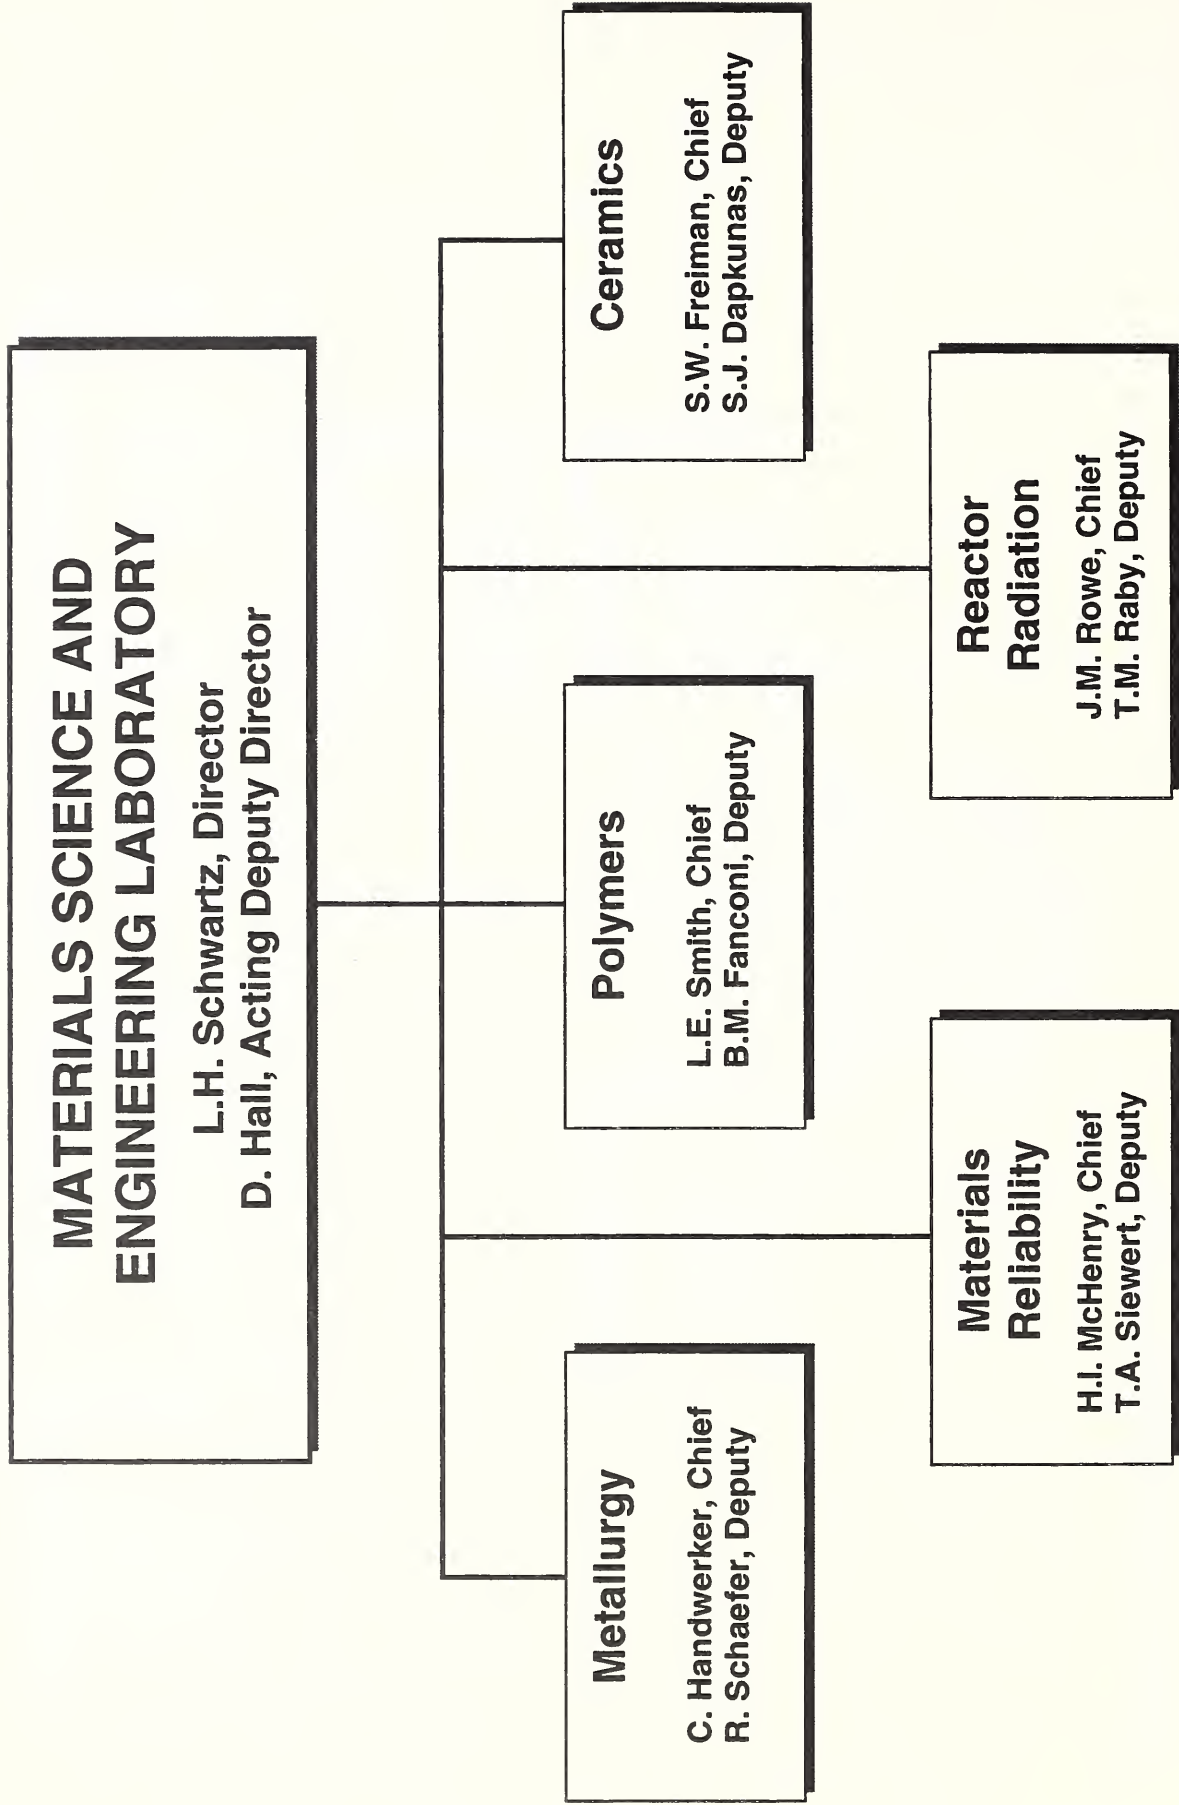 MATERIALS SCIENCE AND
ENGINEERING LABORATORY
L.H. Schwartz, Director
D. Hall, Acting Deputy Director
Metallurgy
C. Handwerker, Chief
R. Schaefer, Deputy
Polymers
L.E. Smith, Chief
B.M. Fanconi, Deputy
Ceramics
S.W. Freiman, Chief
S.J. Dapkunas, Deputy
Materials
Reliability
H.I. McHenry, Chief
T.A. Siewert, Deputy
Reactor
Radiation
J.M. Rowe, Chief
T.M. Raby, Deputy